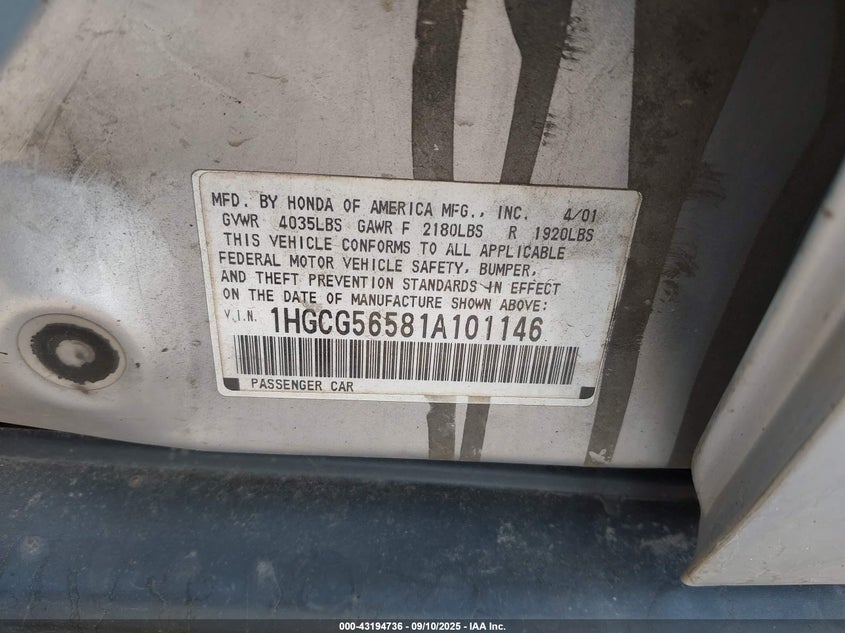 MFD. BY HONDA OF AMERICA MFG., INC. 4/01
GVWR 4035LBS GAWR F 2180LBS R 1920LBS
THIS VEHICLE CONFORMS TO ALL APPLICABLE
FEDERAL MOTOR VEHICLE SAFETY, BUMPER,
AND THEFT PREVENTION STANDARDS IN EFFECT
ON THE DATE OF MANUFACTURE SHOWN ABOVE:
V.I.N. 1HGCG56581A101146
PASSENGER CAR
000-43194736 - 09/10/2025 - IAA Inc.